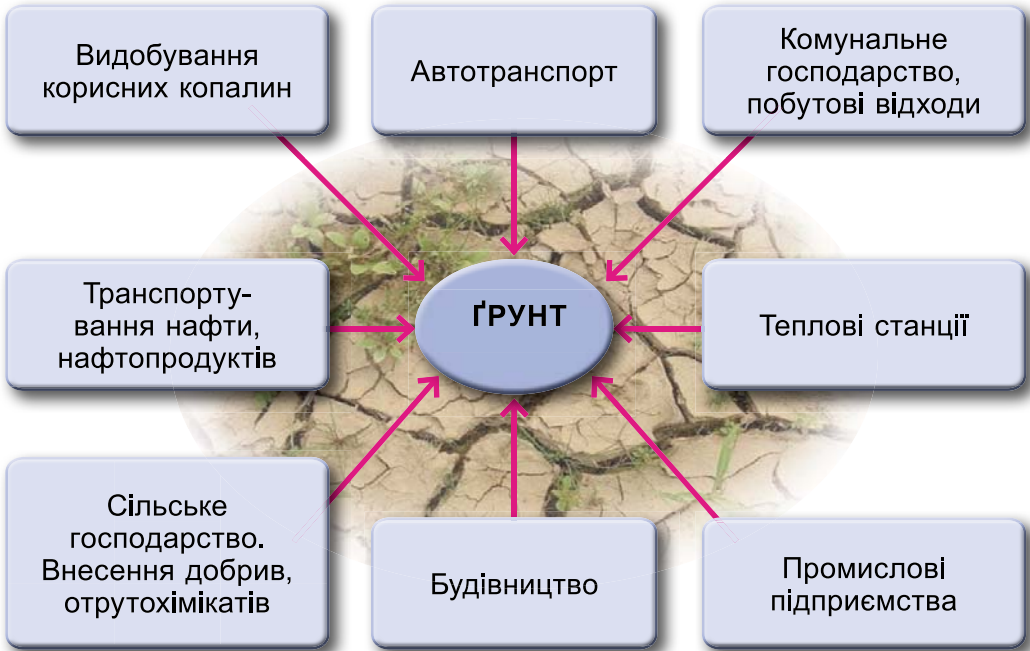 Видобування
корисних копалин
Автотранспорт
Комунальне
господарство,
побутові відходи
Транспорту-
вання нафти,
нафтопродуктів
ҐРУНТ
Теплові станції
Сільське
господарство.
Внесення добрив,
отрутохімікатів
Будівництво
Промислові
підприємства